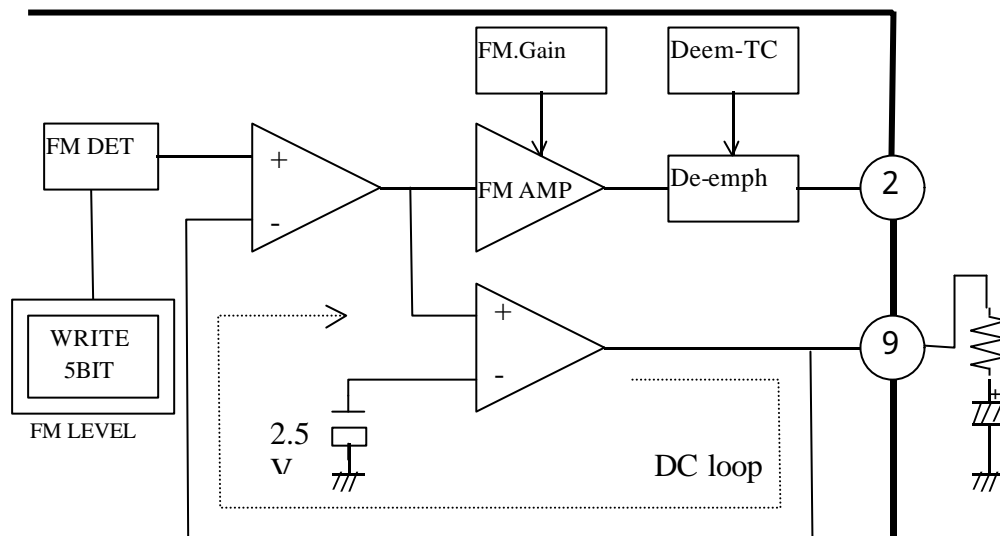 FM.Gain
Deem-TC
FM DET
+
-
FM AMP
De-emph
2
WRITE
5BIT
FM LEVEL
+
-
9
+
2.5
V
DC loop